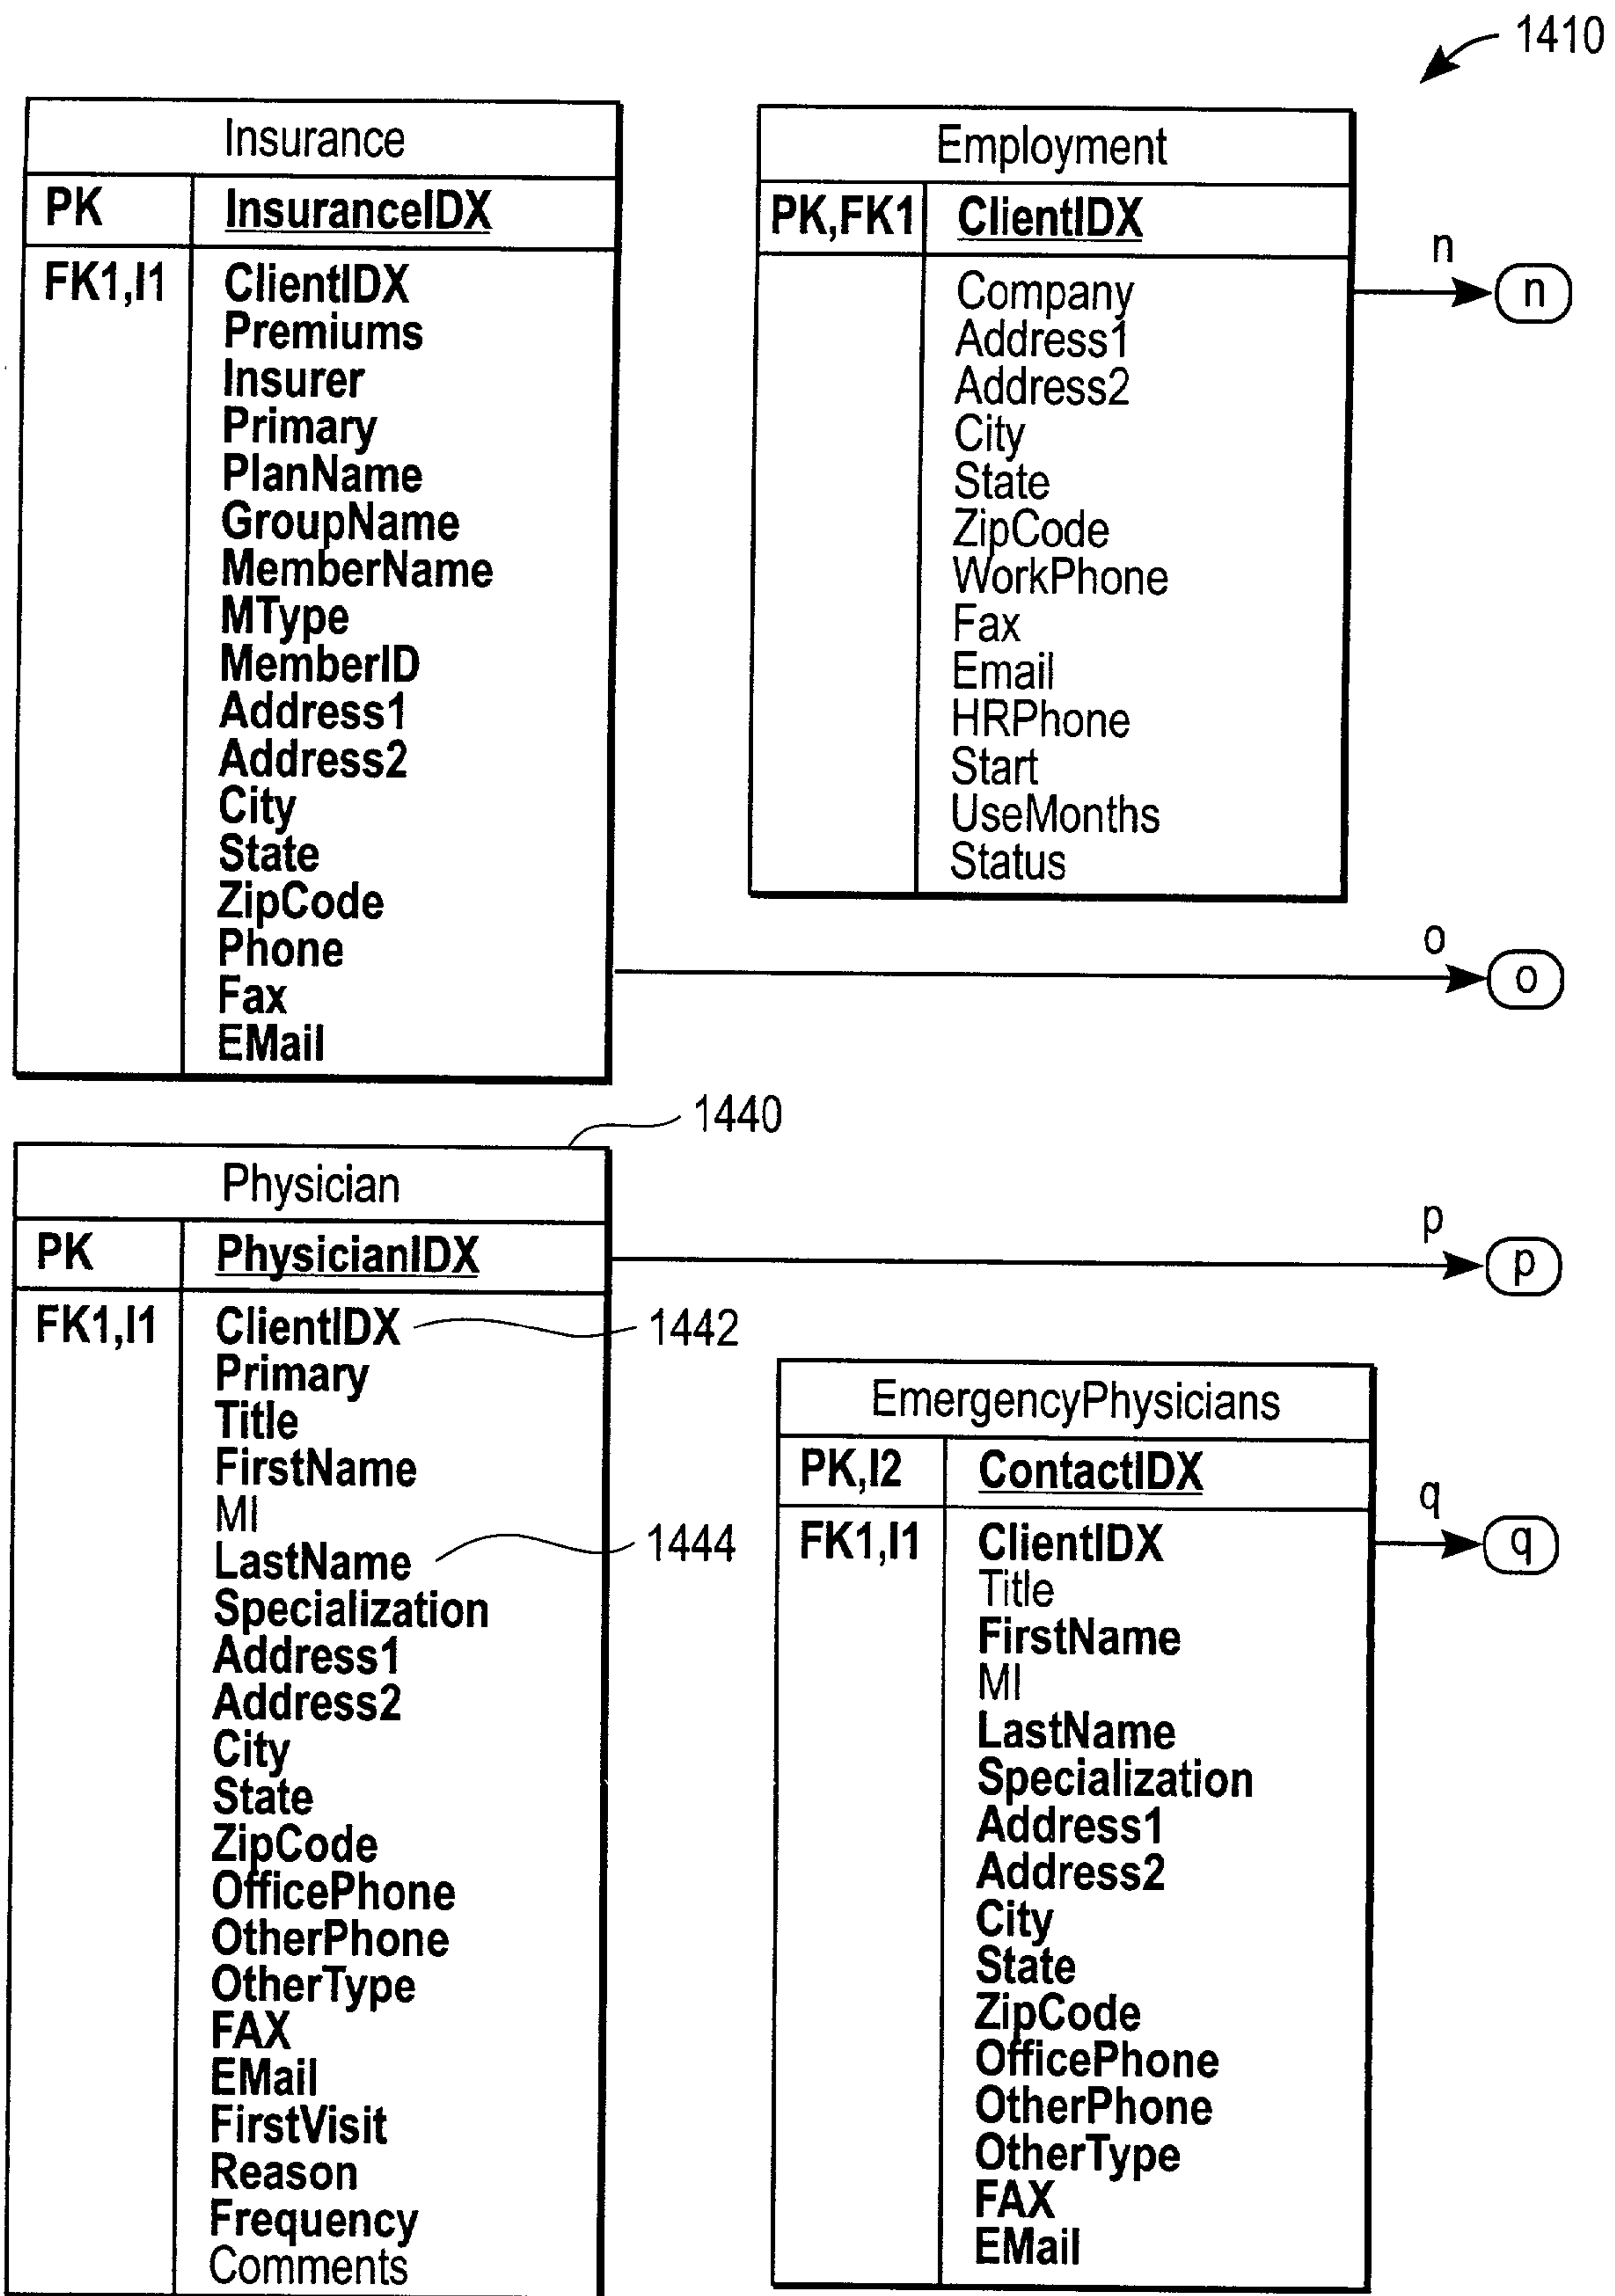 1410
Insurance
PK InsuranceIDX
FK1,I1 ClientIDX
Premiums
Insurer
Primary
PlanName
GroupName
MemberName
MType
MemberID
Address1
Address2
City
State
ZipCode
Phone
Fax
EMail
Employment
PK,FK1 ClientIDX
Company
Address1
Address2
City
State
ZipCode
WorkPhone
Fax
Email
HRPhone
Start
UseMonths
Status
n
n
o
o
1440
Physician
PK PhysicianIDX
FK1,I1 ClientIDX
Primary
Title
FirstName
MI
LastName
Specialization
Address1
Address2
City
State
ZipCode
OfficePhone
OtherPhone
OtherType
FAX
EMail
FirstVisit
Reason
Frequency
Comments
p
p
1442
1444
EmergencyPhysicians
PK,I2 ContactIDX
FK1,I1 ClientIDX
Title
FirstName
MI
LastName
Specialization
Address1
Address2
City
State
ZipCode
OfficePhone
OtherPhone
OtherType
FAX
EMail
q
q